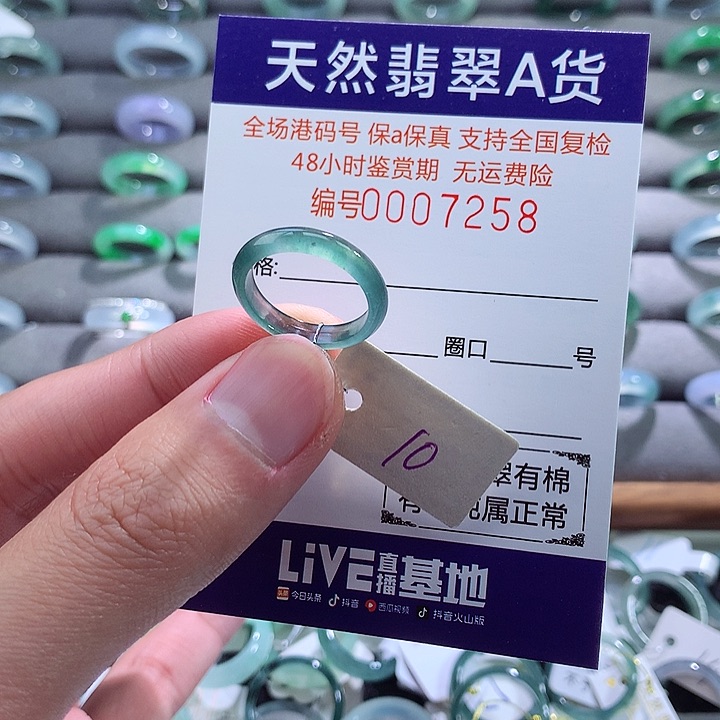 天然翡翠A货
全场港码号 保a保真 支持全国复检
48小时鉴赏期 无运费险
编号0007258
格:
圈口 号
10
翠有棉
有 属正常
LiVE直播基地
今日头条 抖音 西瓜视频 抖音火山版